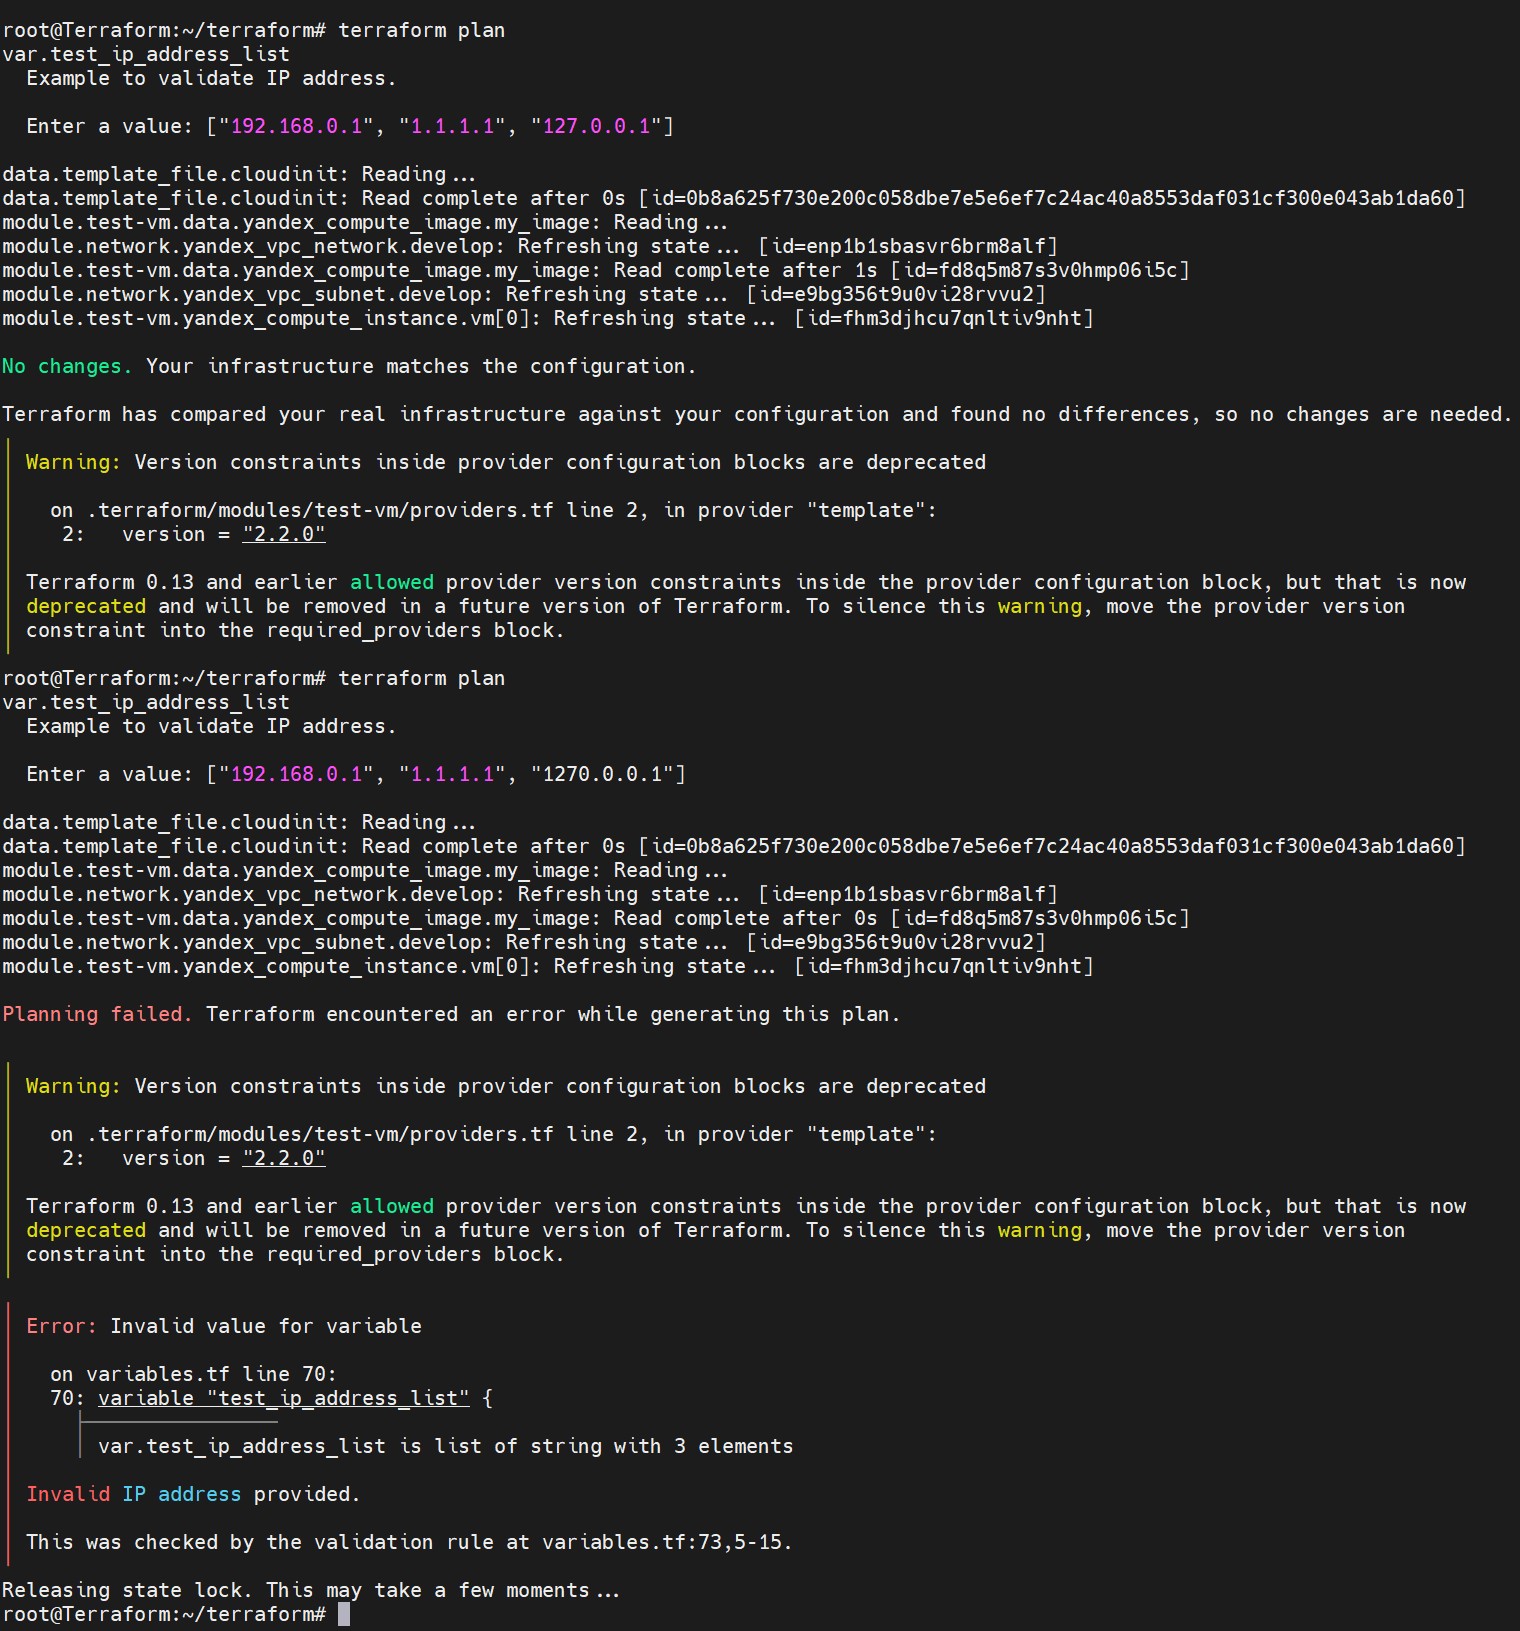 root@Terraform:~/terraform# terraform plan
var.test_ip_address_list
  Example to validate IP address.

  Enter a value: ["192.168.0.1", "1.1.1.1", "127.0.0.1"]

data.template_file.cloudinit: Reading...
data.template_file.cloudinit: Read complete after 0s [id=0b8a625f730e200c058dbe7e5e6ef7c24ac40a8553daf031cf300e043ab1da60]
module.test-vm.data.yandex_compute_image.my_image: Reading...
module.network.yandex_vpc_network.develop: Refreshing state... [id=enp1b1sbasvr6brm8alf]
module.test-vm.data.yandex_compute_image.my_image: Read complete after 1s [id=fd8q5m87s3v0hmp06i5c]
module.network.yandex_vpc_subnet.develop: Refreshing state... [id=e9bg356t9u0vi28rvvu2]
module.test-vm.yandex_compute_instance.vm[0]: Refreshing state... [id=fhm3djhcu7qnltiv9nht]

No changes. Your infrastructure matches the configuration.

Terraform has compared your real infrastructure against your configuration and found no differences, so no changes are needed.

  Warning: Version constraints inside provider configuration blocks are deprecated

    on .terraform/modules/test-vm/providers.tf line 2, in provider "template":
     2:   version = "2.2.0"

  Terraform 0.13 and earlier allowed provider version constraints inside the provider configuration block, but that is now
  deprecated and will be removed in a future version of Terraform. To silence this warning, move the provider version
  constraint into the required_providers block.

root@Terraform:~/terraform# terraform plan
var.test_ip_address_list
  Example to validate IP address.

  Enter a value: ["192.168.0.1", "1.1.1.1", "1270.0.0.1"]

data.template_file.cloudinit: Reading...
data.template_file.cloudinit: Read complete after 0s [id=0b8a625f730e200c058dbe7e5e6ef7c24ac40a8553daf031cf300e043ab1da60]
module.test-vm.data.yandex_compute_image.my_image: Reading...
module.network.yandex_vpc_network.develop: Refreshing state... [id=enp1b1sbasvr6brm8alf]
module.test-vm.data.yandex_compute_image.my_image: Read complete after 0s [id=fd8q5m87s3v0hmp06i5c]
module.network.yandex_vpc_subnet.develop: Refreshing state... [id=e9bg356t9u0vi28rvvu2]
module.test-vm.yandex_compute_instance.vm[0]: Refreshing state... [id=fhm3djhcu7qnltiv9nht]

Planning failed. Terraform encountered an error while generating this plan.

  Warning: Version constraints inside provider configuration blocks are deprecated

    on .terraform/modules/test-vm/providers.tf line 2, in provider "template":
     2:   version = "2.2.0"

  Terraform 0.13 and earlier allowed provider version constraints inside the provider configuration block, but that is now
  deprecated and will be removed in a future version of Terraform. To silence this warning, move the provider version
  constraint into the required_providers block.

  Error: Invalid value for variable

    on variables.tf line 70:
    70: variable "test_ip_address_list" {

        var.test_ip_address_list is list of string with 3 elements

  Invalid IP address provided.

  This was checked by the validation rule at variables.tf:73,5-15.

Releasing state lock. This may take a few moments...
root@Terraform:~/terraform#